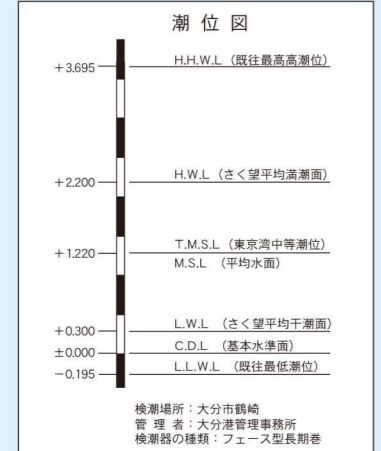 潮位図
+3.695 H.H.W.L (既往最高高潮位)
+2.200 H.W.L (さく望平均満潮面)
+1.220 T.M.S.L (東京湾中等潮位)
M.S.L (平均水面)
+0.300 L.W.L (さく望平均干潮面)
±0.000 C.D.L (基本水準面)
−0.195 L.L.W.L (既往最低潮位)
検潮場所：大分市鶴崎
管 理 者：大分港管理事務所
検潮器の種類：フェース型長期巻